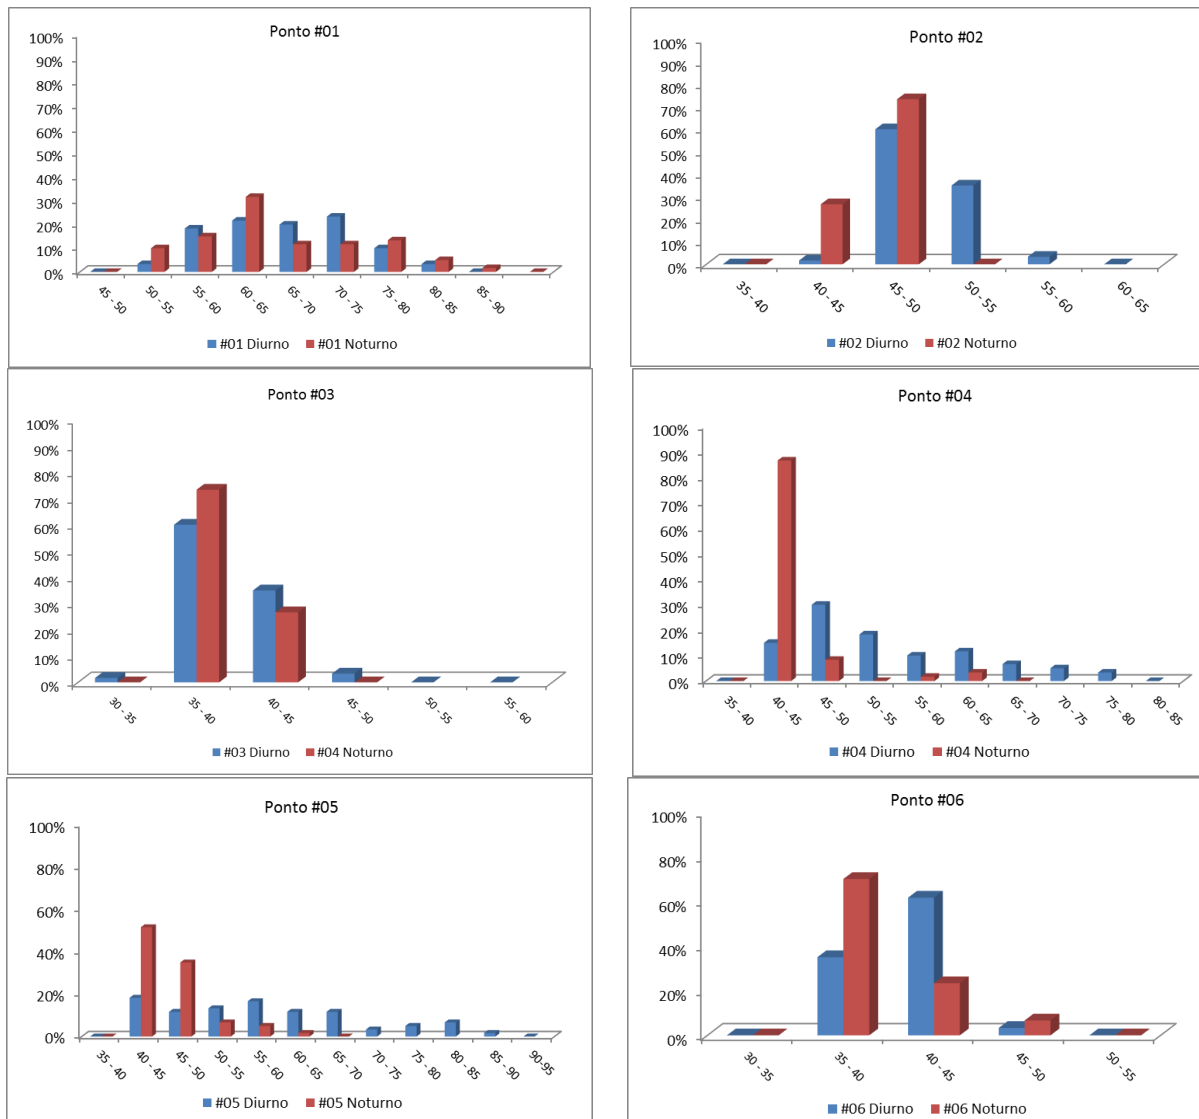 Ponto #01
100%
90%
80%
70%
60%
50%
40%
30%
20%
10%
0%
45 - 50
50 - 55
55 - 60
60 - 65
65 - 70
70 - 75
75 - 80
80 - 85
85 - 90
#01 Diurno #01 Noturno
Ponto #02
100%
90%
80%
70%
60%
50%
40%
30%
20%
10%
0%
35 - 40
40 - 45
45 - 50
50 - 55
55 - 60
60 - 65
#02 Diurno #02 Noturno
Ponto #03
100%
90%
80%
70%
60%
50%
40%
30%
20%
10%
0%
30 - 35
35 - 40
40 - 45
45 - 50
50 - 55
55 - 60
#03 Diurno #04 Noturno
Ponto #04
100%
90%
80%
70%
60%
50%
40%
30%
20%
10%
0%
35 - 40
40 - 45
45 - 50
50 - 55
55 - 60
60 - 65
65 - 70
70 - 75
75 - 80
80 - 85
#04 Diurno #04 Noturno
Ponto #05
100%
80%
60%
40%
20%
0%
35 - 40
40 - 45
45 - 50
50 - 55
55 - 60
60 - 65
65 - 70
70 - 75
75 - 80
80 - 85
85 - 90
90-95
#05 Diurno #05 Noturno
Ponto #06
100%
80%
60%
40%
20%
0%
30 - 35
35 - 40
40 - 45
45 - 50
50 - 55
#06 Diurno #06 Noturno